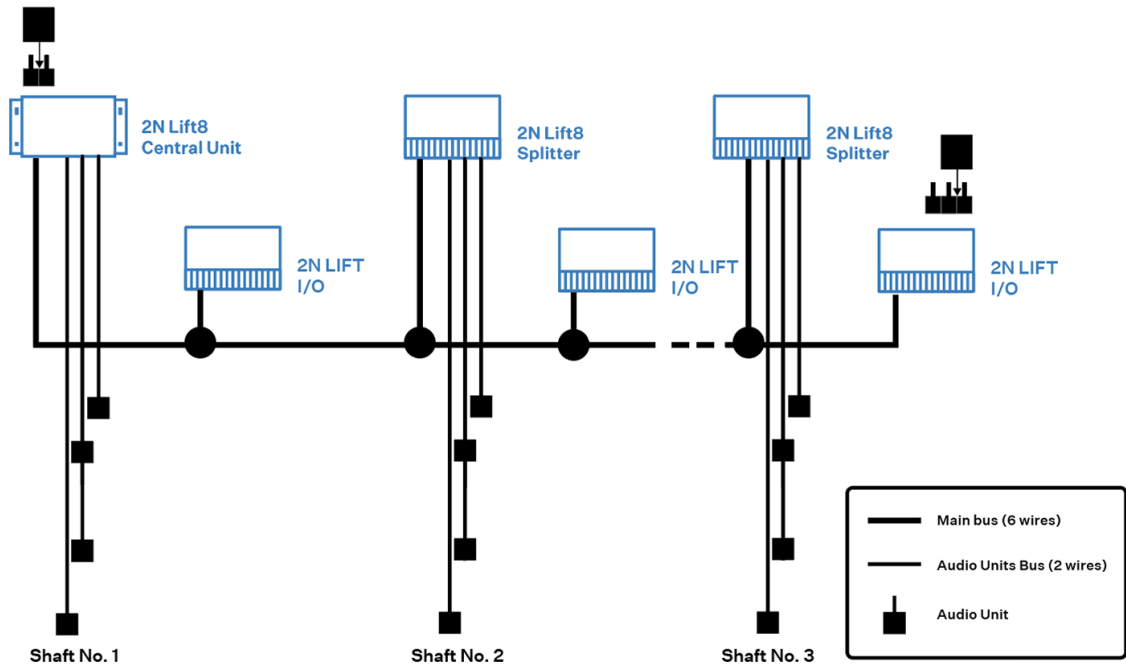 2N Lift8
Central Unit
2N Lift8
Splitter
2N Lift8
Splitter
2N LIFT
I/O
2N LIFT
I/O
2N LIFT
I/O
Main bus (6 wires)
Audio Units Bus (2 wires)
Audio Unit
Shaft No. 1
Shaft No. 2
Shaft No. 3